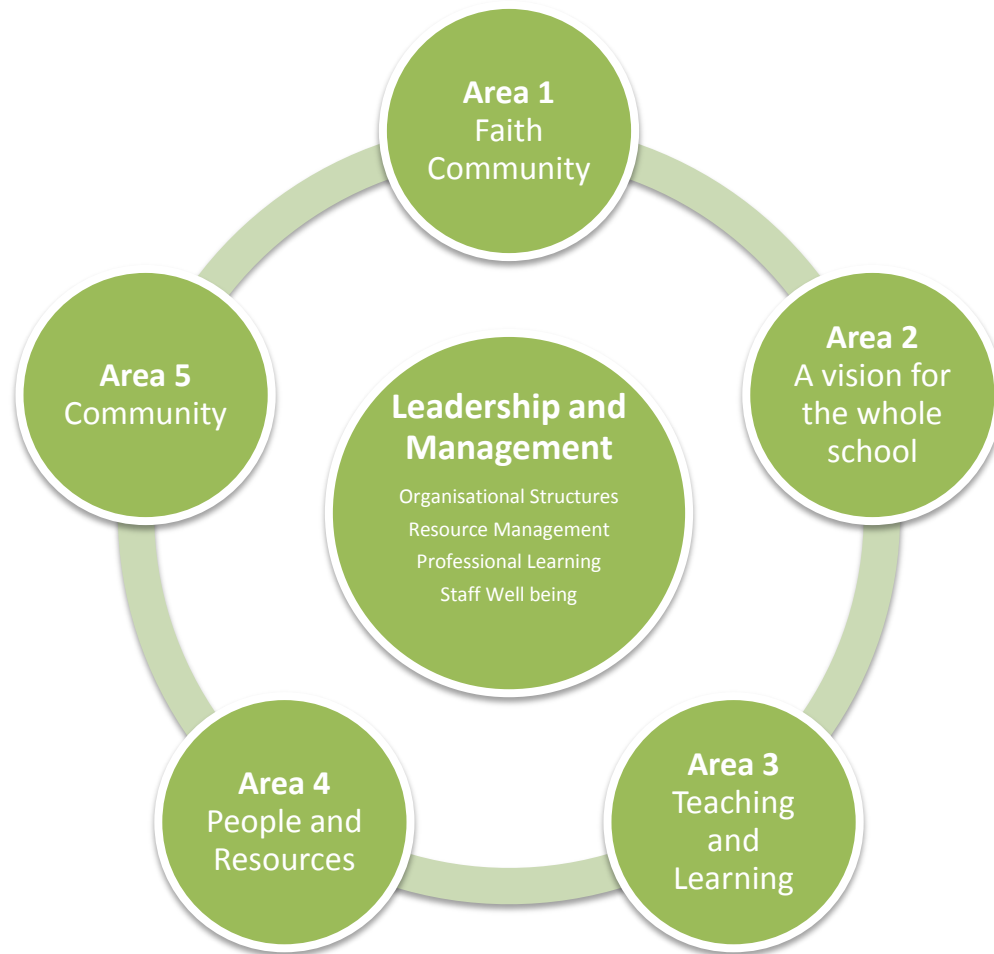 Area 1
Faith
Community
Area 2
A vision for
the whole
school
Area 5
Community
Leadership and
Management
Organisational Structures
Resource Management
Professional Learning
Staff Well being
Area 3
Teaching
and
Learning
Area 4
People and
Resources